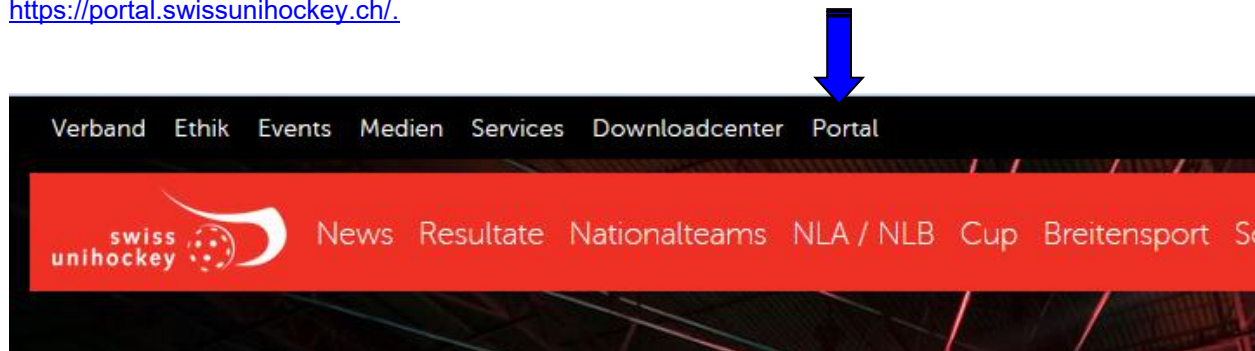 https://portal.swissunihockey.ch/.
Verband Ethik Events Medien Services Downloadcenter Portal
swiss
unihockey
News Resultate Nationalteams NLA / NLB Cup Breitensport